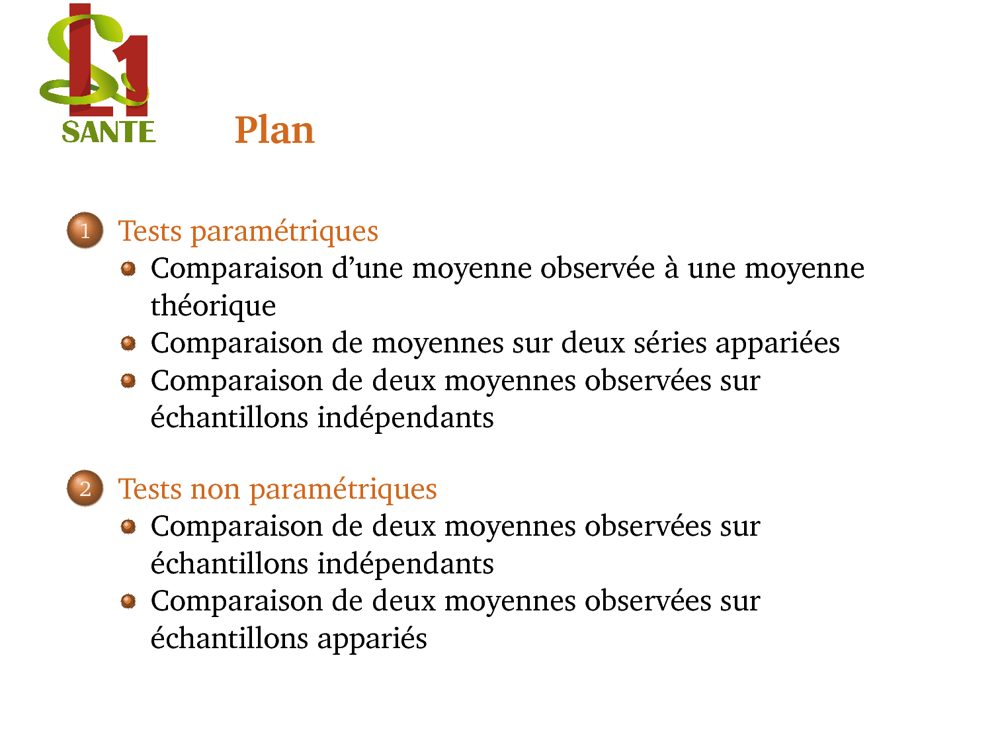 L1
SANTE
Plan
1 Tests paramétriques
Comparaison d’une moyenne observée à une moyenne
théorique
Comparaison de moyennes sur deux séries appariées
Comparaison de deux moyennes observées sur
échantillons indépendants
2 Tests non paramétriques
Comparaison de deux moyennes observées sur
échantillons indépendants
Comparaison de deux moyennes observées sur
échantillons appariés